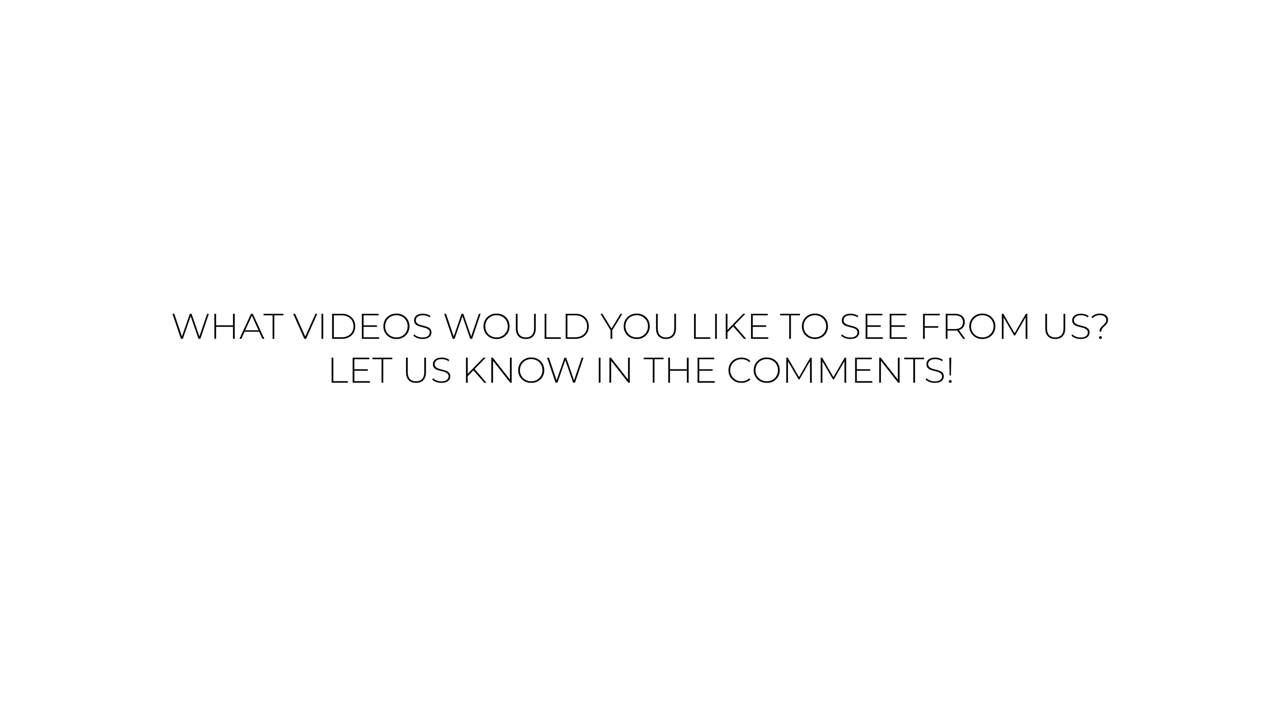 WHAT VIDEOS WOULD YOU LIKE TO SEE FROM US?
LET US KNOW IN THE COMMENTS!